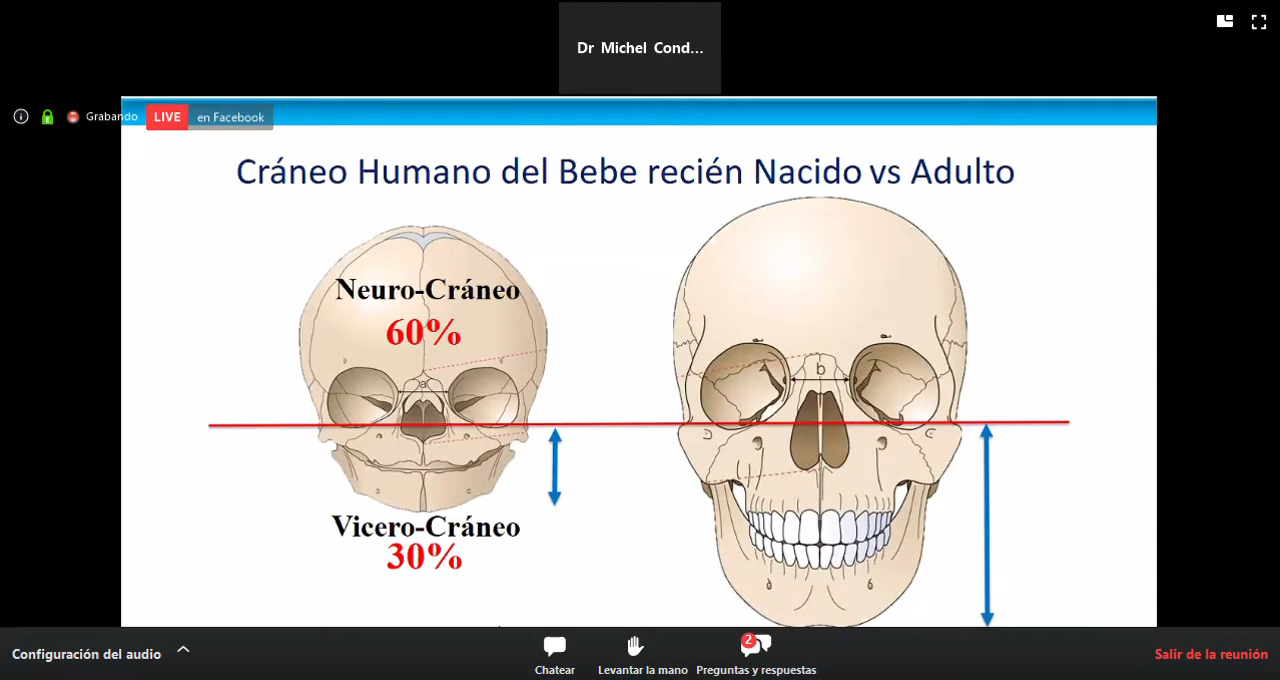 Dr Michel Cond...
Grabando
LIVE en Facebook
Cráneo Humano del Bebe recién Nacido vs Adulto
Neuro-Cráneo
60%
a
b
Vicero-Cráneo
30%
Configuración del audio
Chatear
Levantar la mano
2
Preguntas y respuestas
Salir de la reunión